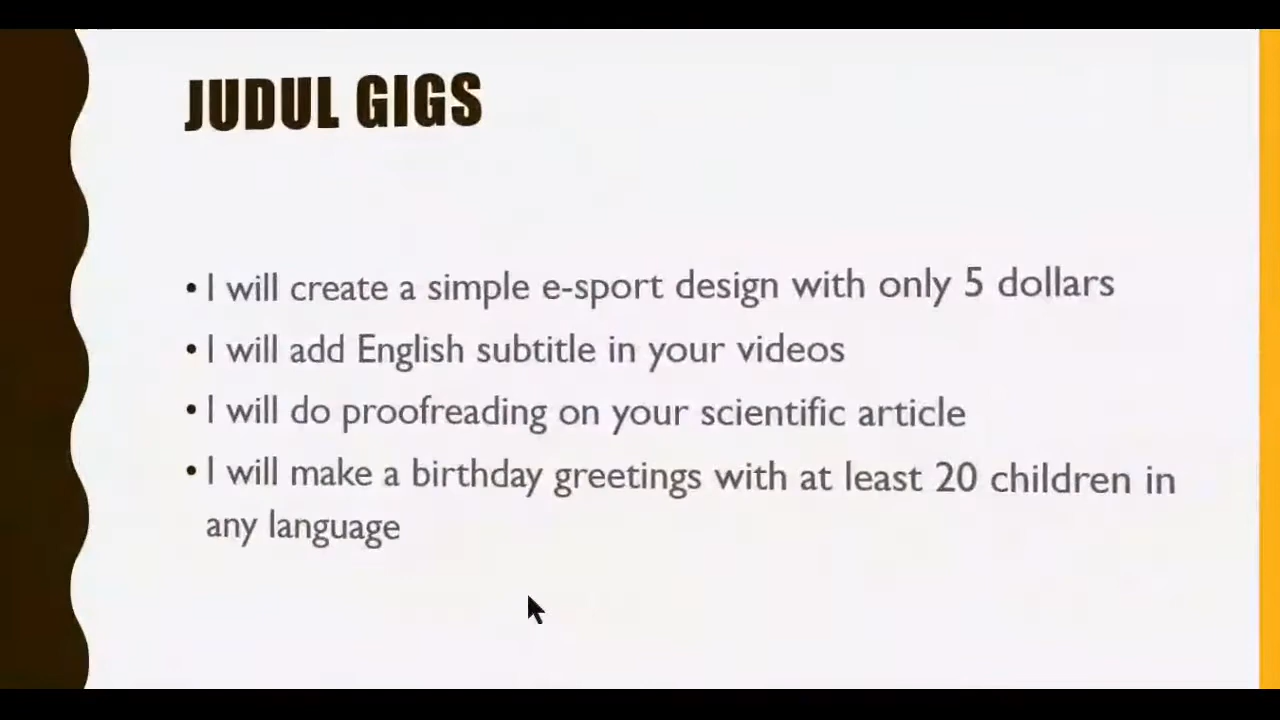 JUDUL GIGS
• I will create a simple e-sport design with only 5 dollars
• I will add English subtitle in your videos
• I will do proofreading on your scientific article
• I will make a birthday greetings with at least 20 children in
any language